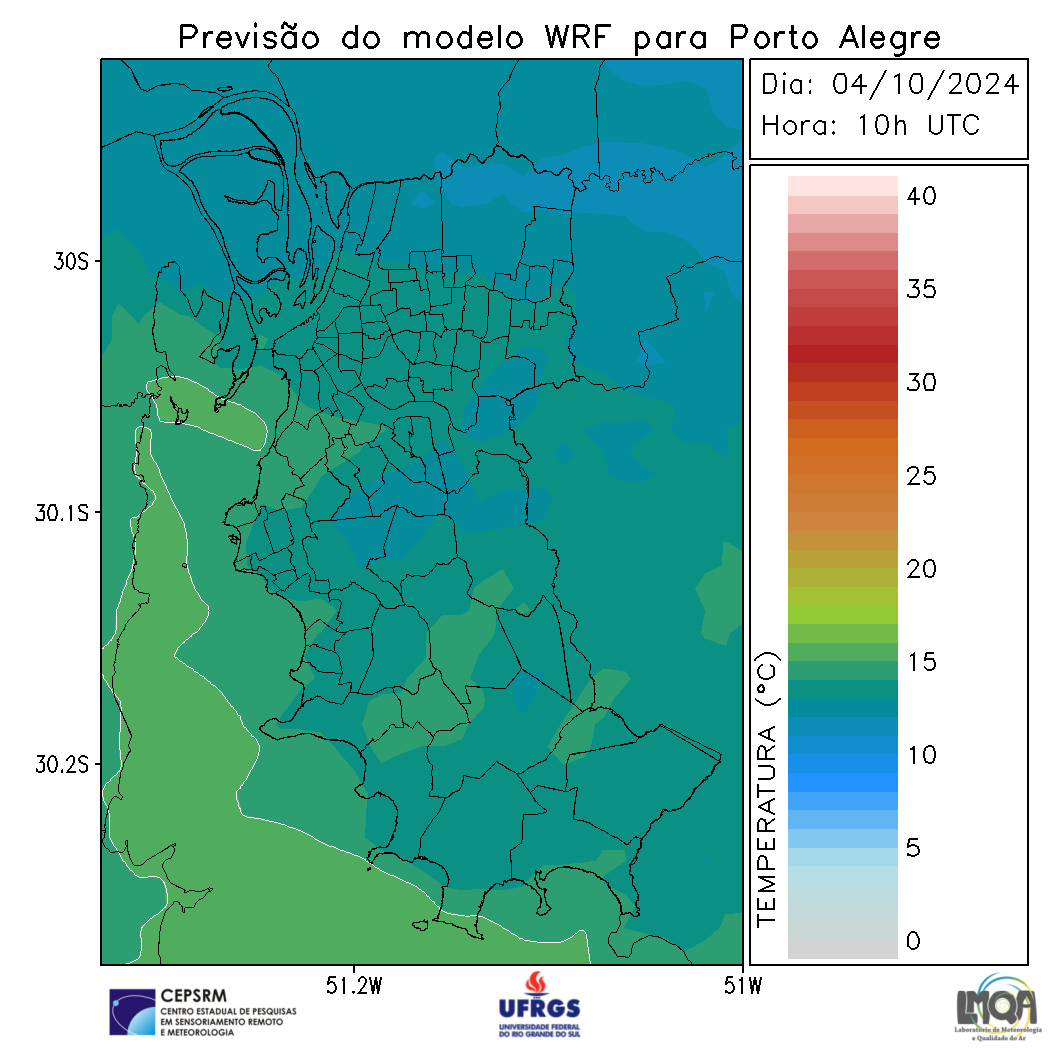 Previsão do modelo WRF para Porto Alegre
Dia: 04/10/2024
Hora: 10h UTC
40
35
30
25
20
15
10
5
0
TEMPERATURA (°C)
30S
30.1S
30.2S
51.2W
51W
CEPSRM
CENTRO ESTADUAL DE PESQUISAS
EM SENSORIAMENTO REMOTO
E METEOROLOGIA
UFRGS
UNIVERSIDADE FEDERAL
DO RIO GRANDE DO SUL
LMQA
Laboratório de Meteorologia
e Qualidade do Ar